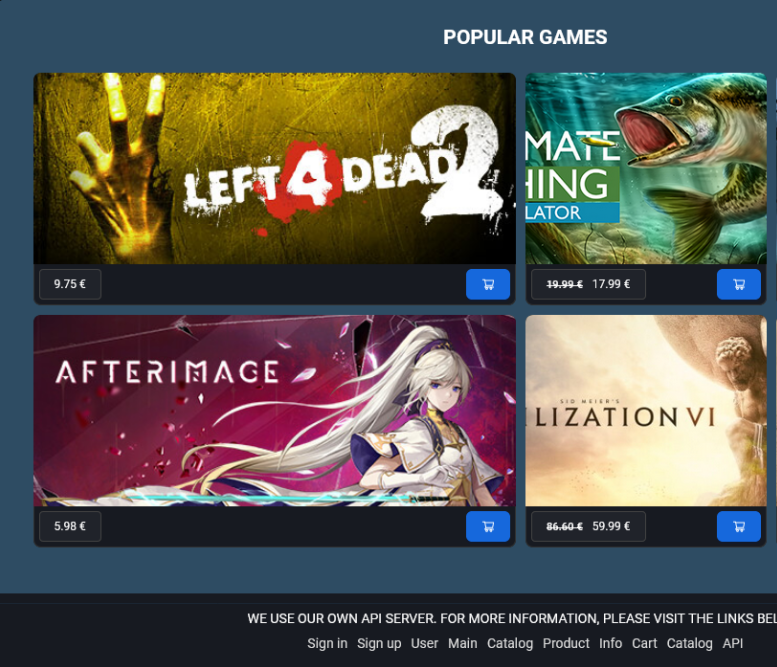 POPULAR GAMES
LEFT 4 DEAD 2
MATE
HING
LATOR
9.75 €
19.99 € 17.99 €
AFTERIMAGE
SID MEIER'S
ILIZATION VI
5.98 €
86.60 € 59.99 €
WE USE OUR OWN API SERVER. FOR MORE INFORMATION, PLEASE VISIT THE LINKS BEL
Sign in Sign up User Main Catalog Product Info Cart Catalog API